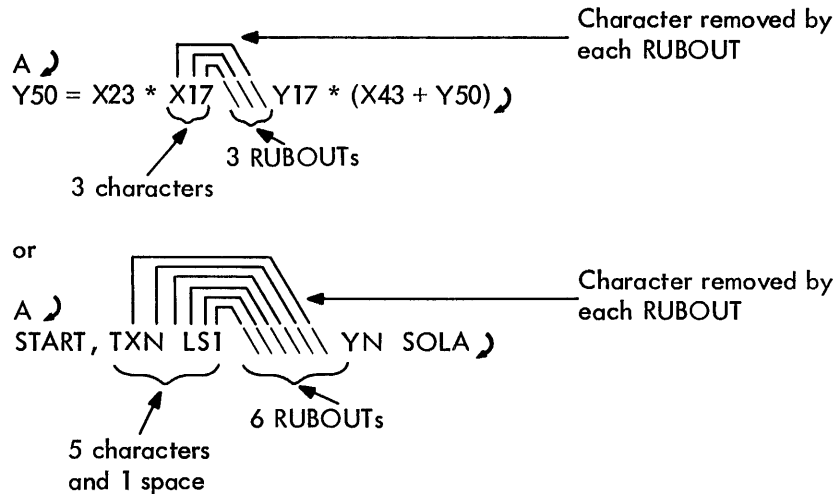 Character removed by
each RUBOUT
A
Y50 = X23 * X17\\\Y17 * (X43 + Y50)
3 RUBOUTs
3 characters
or
Character removed by
each RUBOUT
A
START, TXN LS1\\\\\\YN SOLA
6 RUBOUTs
5 characters
and 1 space